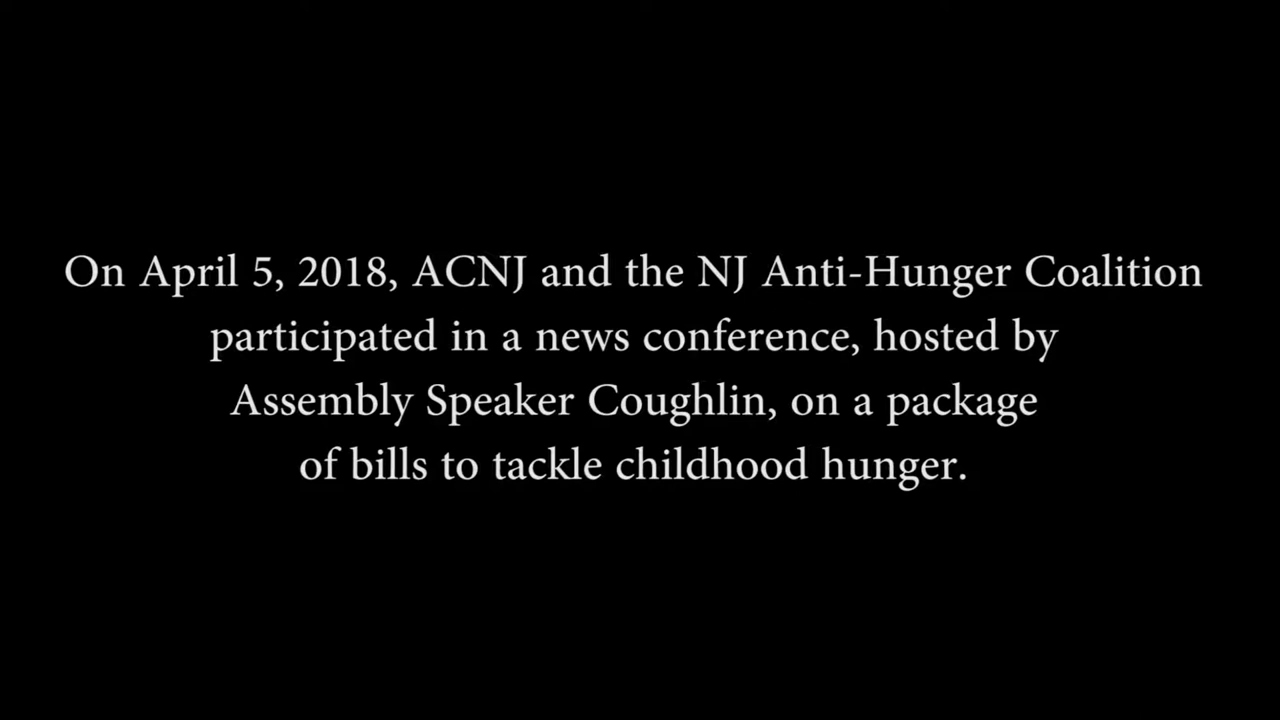 On April 5, 2018, ACNJ and the NJ Anti-Hunger Coalition
participated in a news conference, hosted by
Assembly Speaker Coughlin, on a package
of bills to tackle childhood hunger.